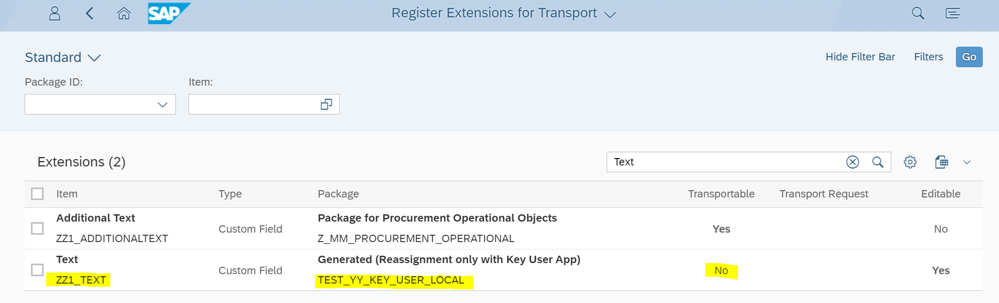 SAP
Register Extensions for Transport
Standard
Hide Filter Bar
Filters
Go
Package ID:
Item:
Extensions (2)
Text
Item Type Package Transportable Transport Request Editable
Additional Text
ZZ1_ADDITIONALTEXT
Custom Field
Package for Procurement Operational Objects
Z_MM_PROCUREMENT_OPERATIONAL
Yes
No
Text
ZZ1_TEXT
Custom Field
Generated (Reassignment only with Key User App)
TEST_YY_KEY_USER_LOCAL
No
Yes